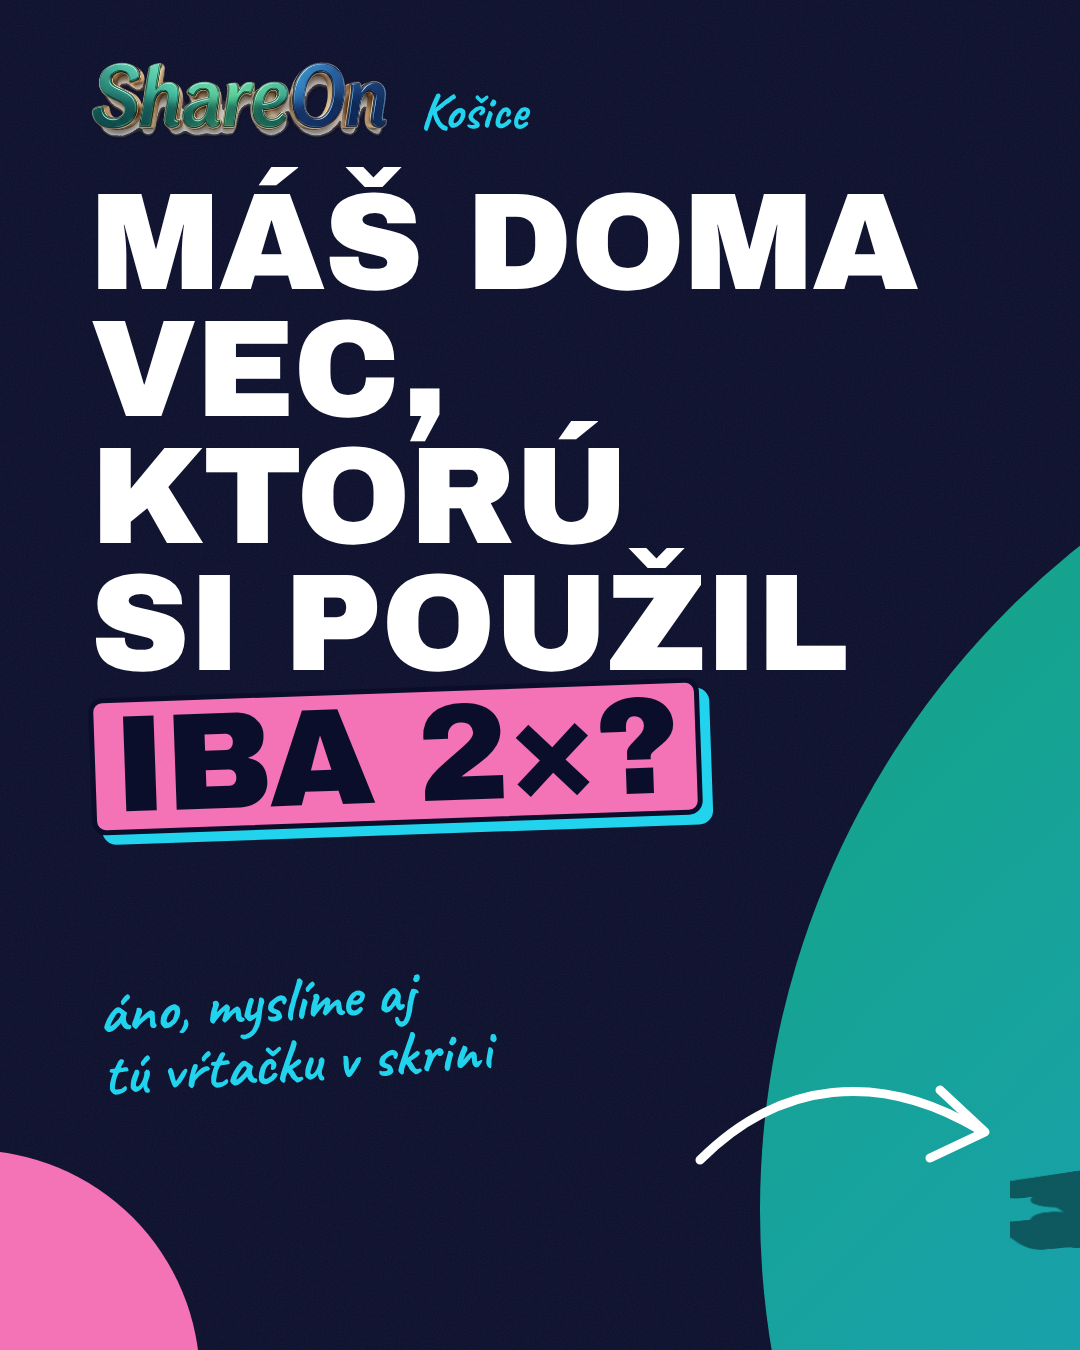 ShareOn Košice
MÁŠ DOMA
VEC,
KTORÚ
SI POUŽIL
IBA 2×?
áno, myslíme aj
tú vŕtačku v skrini